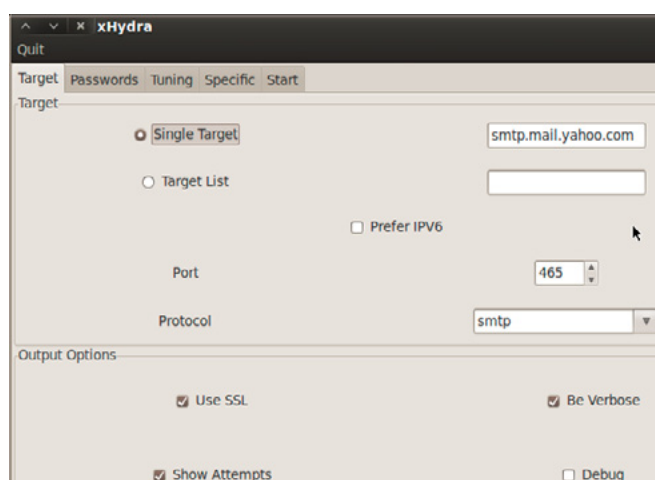 xHydra
Quit
Target Passwords Tuning Specific Start
Target
Single Target smtp.mail.yahoo.com
Target List
Prefer IPV6
Port 465
Protocol smtp
Output Options
Use SSL Be Verbose
Show Attempts Debug